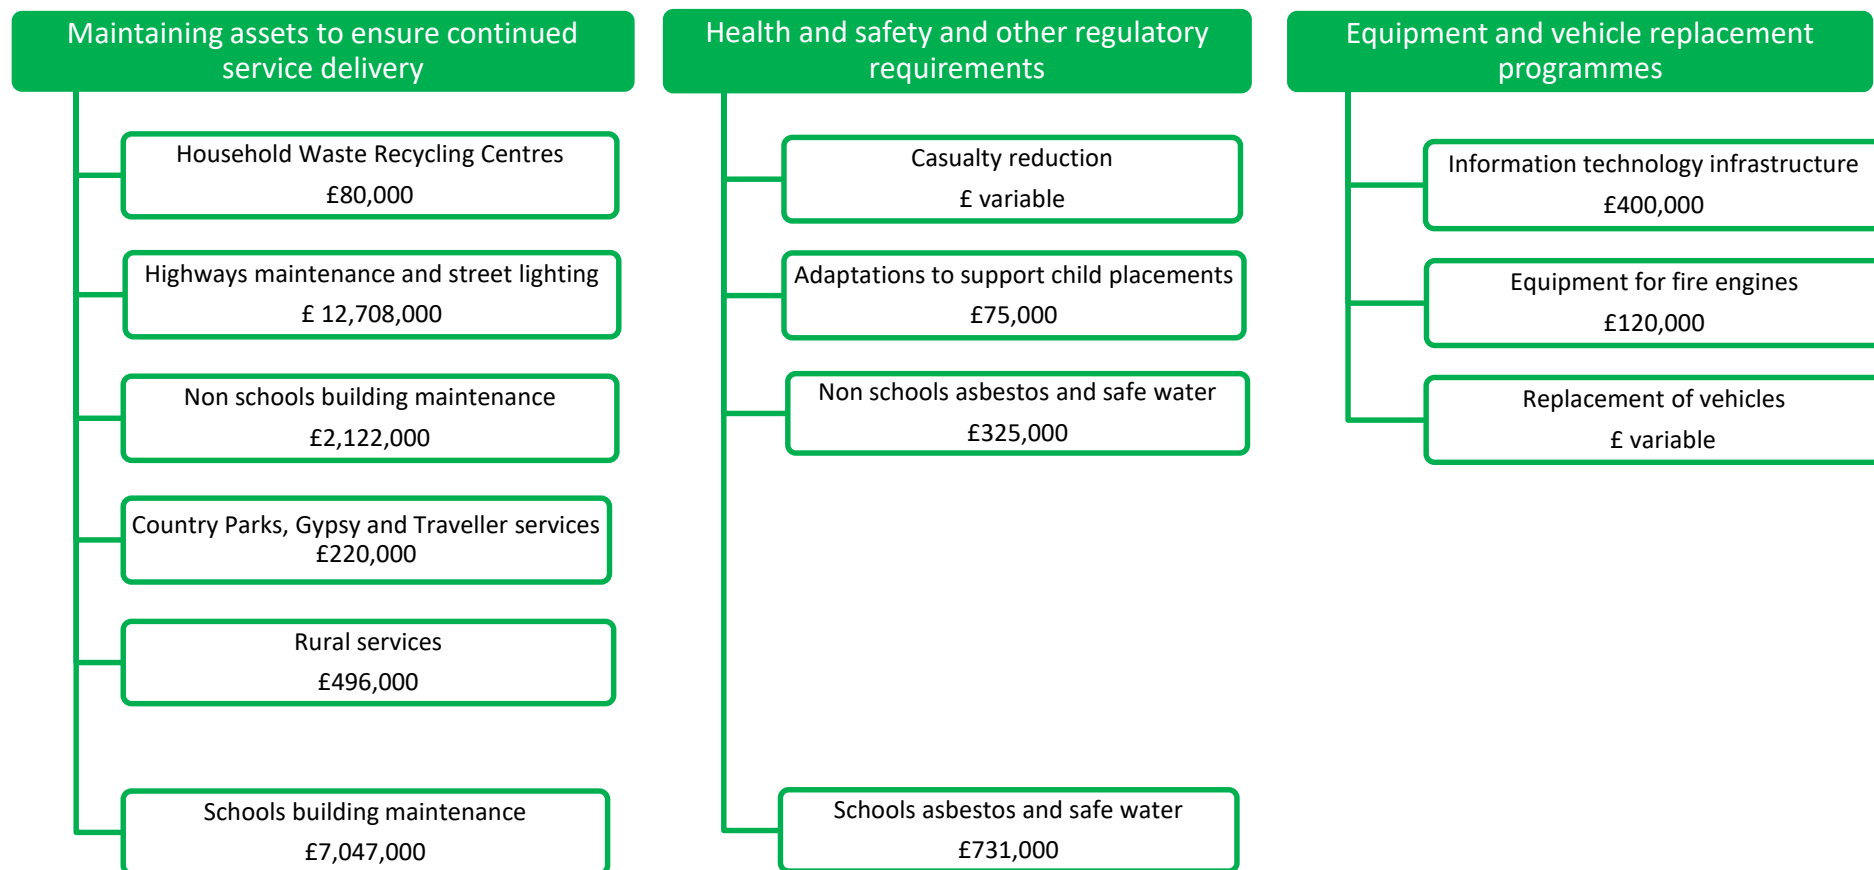 Maintaining assets to ensure continued
service delivery
Household Waste Recycling Centres
£80,000
Highways maintenance and street lighting
£ 12,708,000
Non schools building maintenance
£2,122,000
Country Parks, Gypsy and Traveller services
£220,000
Rural services
£496,000
Schools building maintenance
£7,047,000
Health and safety and other regulatory
requirements
Casualty reduction
£ variable
Adaptations to support child placements
£75,000
Non schools asbestos and safe water
£325,000
Schools asbestos and safe water
£731,000
Equipment and vehicle replacement
programmes
Information technology infrastructure
£400,000
Equipment for fire engines
£120,000
Replacement of vehicles
£ variable